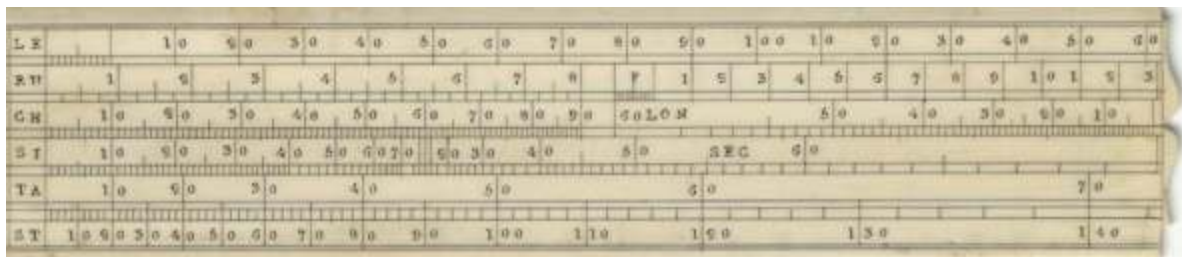 LE 10 20 30 40 50 60 70 80 90 100 10 20 30 40 50 60
RU 1 2 3 4 5 6 7 8 P 1 2 3 4 5 6 7 8 9 10 1 2 3
CH 10 20 30 40 50 60 70 80 90 60 LON 50 40 30 20 10
SI 10 20 30 40 50 60 70 20 30 40 50 SEC 60
TA 10 20 30 40 50 60 70
ST 10 20 30 40 50 60 70 80 90 100 110 120 130 140